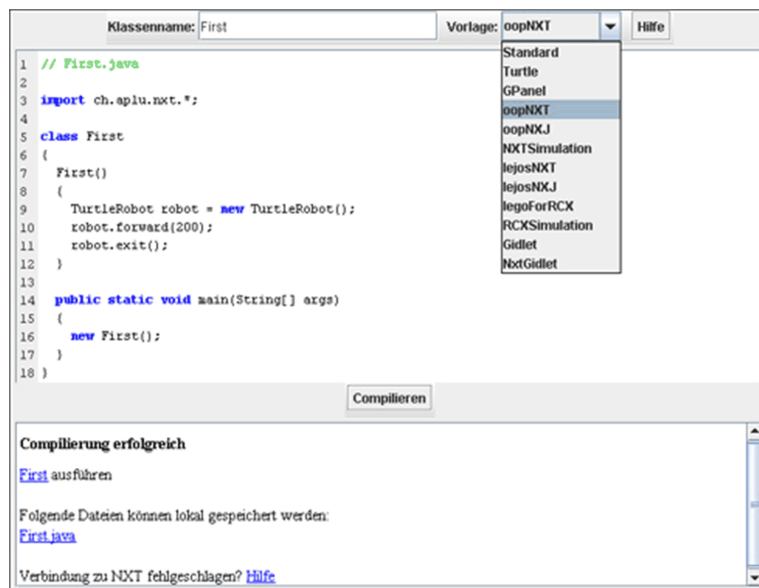 Klassenname: First Vorlage: oopNXT Hilfe
Standard
Turtle
GPanel
oopNXT
oopNXJ
NXTSimulation
lejosNXT
lejosNXJ
legoForRCX
RCXSimulation
Gidlet
NxtGidlet
1 // First.java
2
3 import ch.aplu.nxt.*;
4
5 class First
6 {
7 First()
8 {
9 TurtleRobot robot = new TurtleRobot();
10 robot.forward(200);
11 robot.exit();
12 }
13
14 public static void main(String[] args)
15 {
16 new First();
17 }
18 }
Compilieren
Compilierung erfolgreich
First ausführen
Folgende Dateien können lokal gespeichert werden:
First.java
Verbindung zu NXT fehlgeschlagen? Hilfe